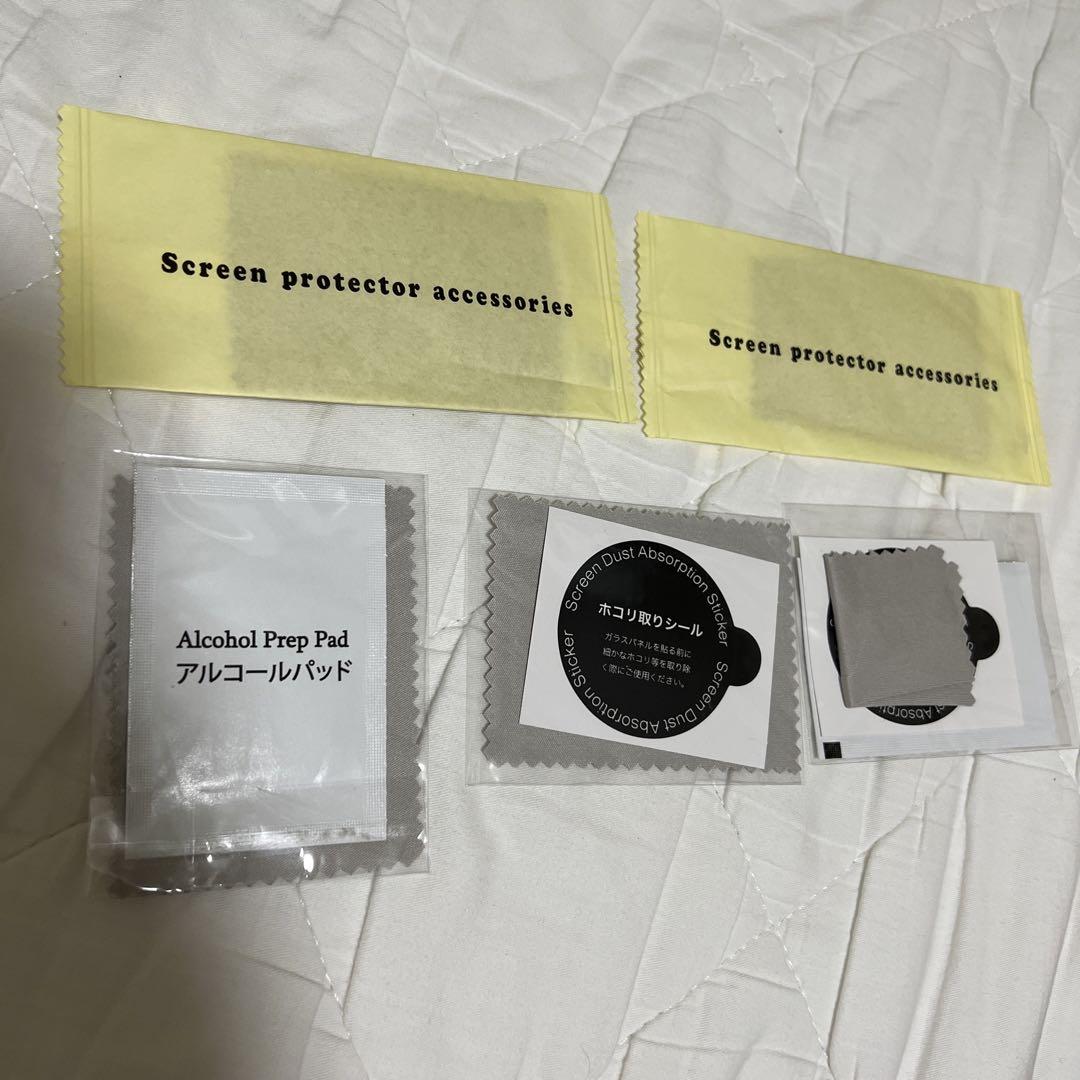 Screen protector accessories
Screen protector accessories
Alcohol Prep Pad
アルコールパッド
Screen Dust Absorption Sticker
ホコリ取りシール
ガラスパネルを貼る前に
細かなホコリ等を取り除
く際にご使用ください。
Screen Dust Absorption Sticker
Absorption